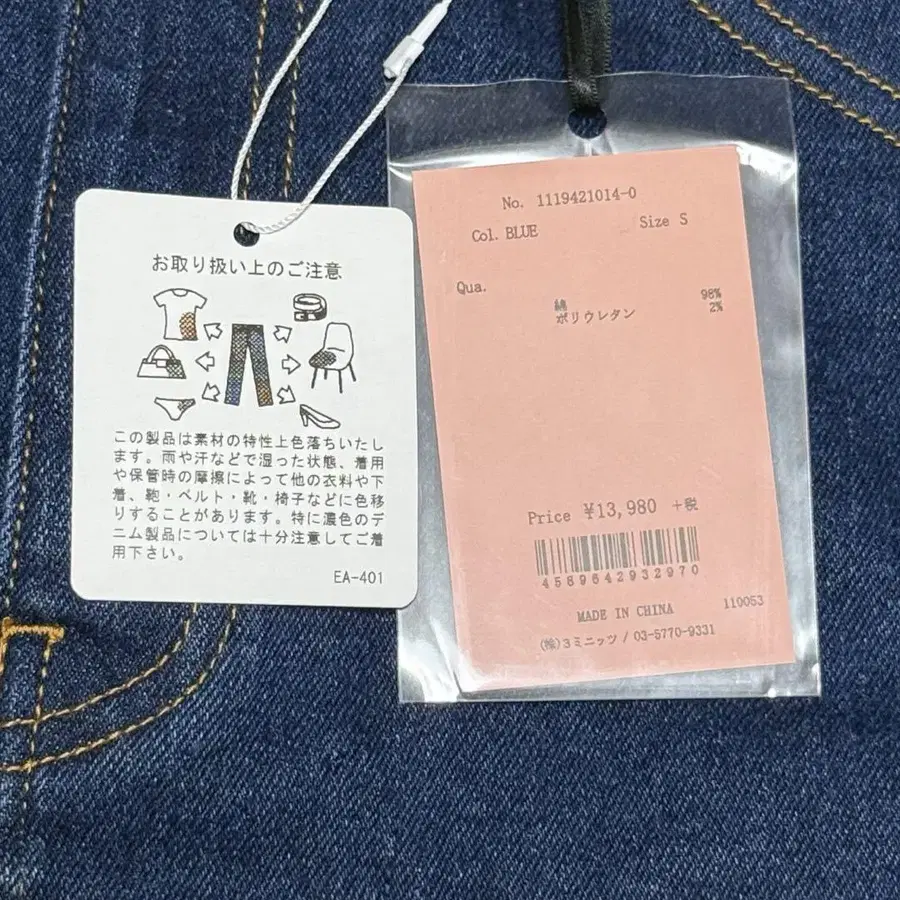 お取り扱い上のご注意
この製品は素材の特性上色落ちいたし
ます。雨や汗などで湿った状態、着用
や保管時の摩擦によって他の衣料や下
着、鞄・ベルト・靴・椅子などに色移
りすることがあります。特に濃色のデ
ニム製品については十分注意してご着
用下さい。
EA-401
No. 1119421014-0
Col. BLUE Size S
Qua.
綿 98%
ポリウレタン 2%
Price ¥13,980 +税
4589642932970
MADE IN CHINA 119053
(株)3ミニッツ / 03-5770-9331